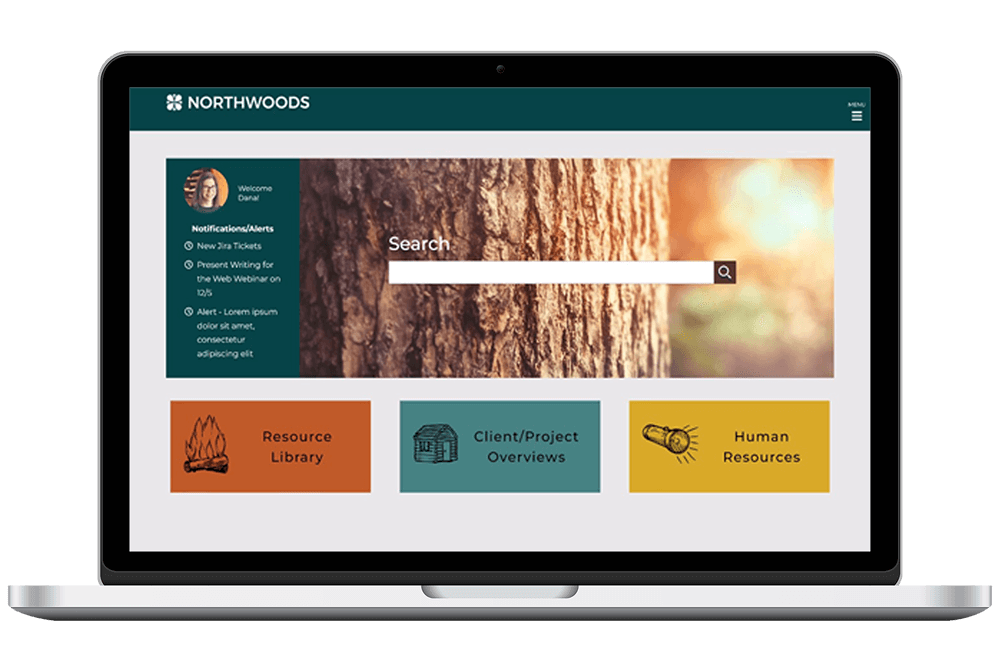 NORTHWOODS
MENU
Welcome
Dana!
Notifications/Alerts
New Jira Tickets
Present Writing for
the Web Webinar on
12/5
Alert - Lorem ipsum
dolor sit amet,
consectetur
adipiscing elit
Search
Resource
Library
Client/Project
Overviews
Human
Resources